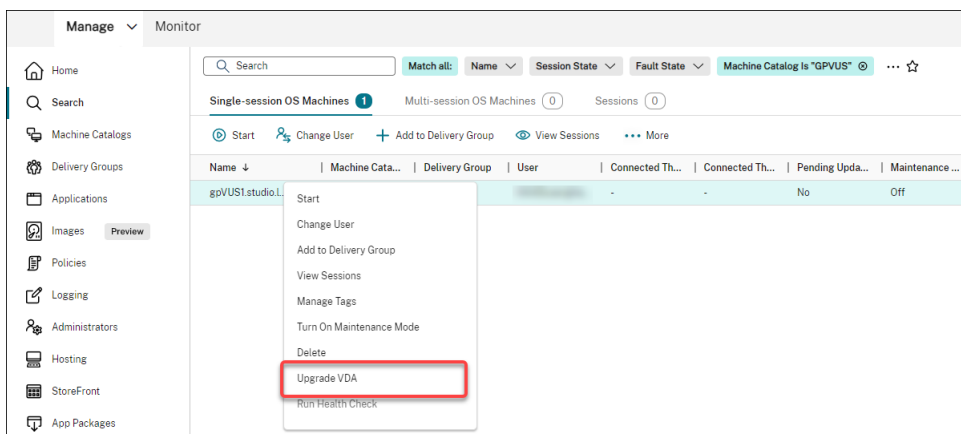 Manage Monitor
Home
Search
Machine Catalogs
Delivery Groups
Applications
Images Preview
Policies
Logging
Administrators
Hosting
StoreFront
App Packages
Search Match all: Name Session State Fault State Machine Catalog Is "GPVUS" ...
Single-session OS Machines 1 Multi-session OS Machines 0 Sessions 0
Start Change User Add to Delivery Group View Sessions ... More
Name ↓ Machine Cata... Delivery Group User Connected Th... Connected Th... Pending Upda... Maintenance ...
gpVUS1.studio.l... - - No Off
Start
Change User
Add to Delivery Group
View Sessions
Manage Tags
Turn On Maintenance Mode
Delete
Upgrade VDA
Run Health Check